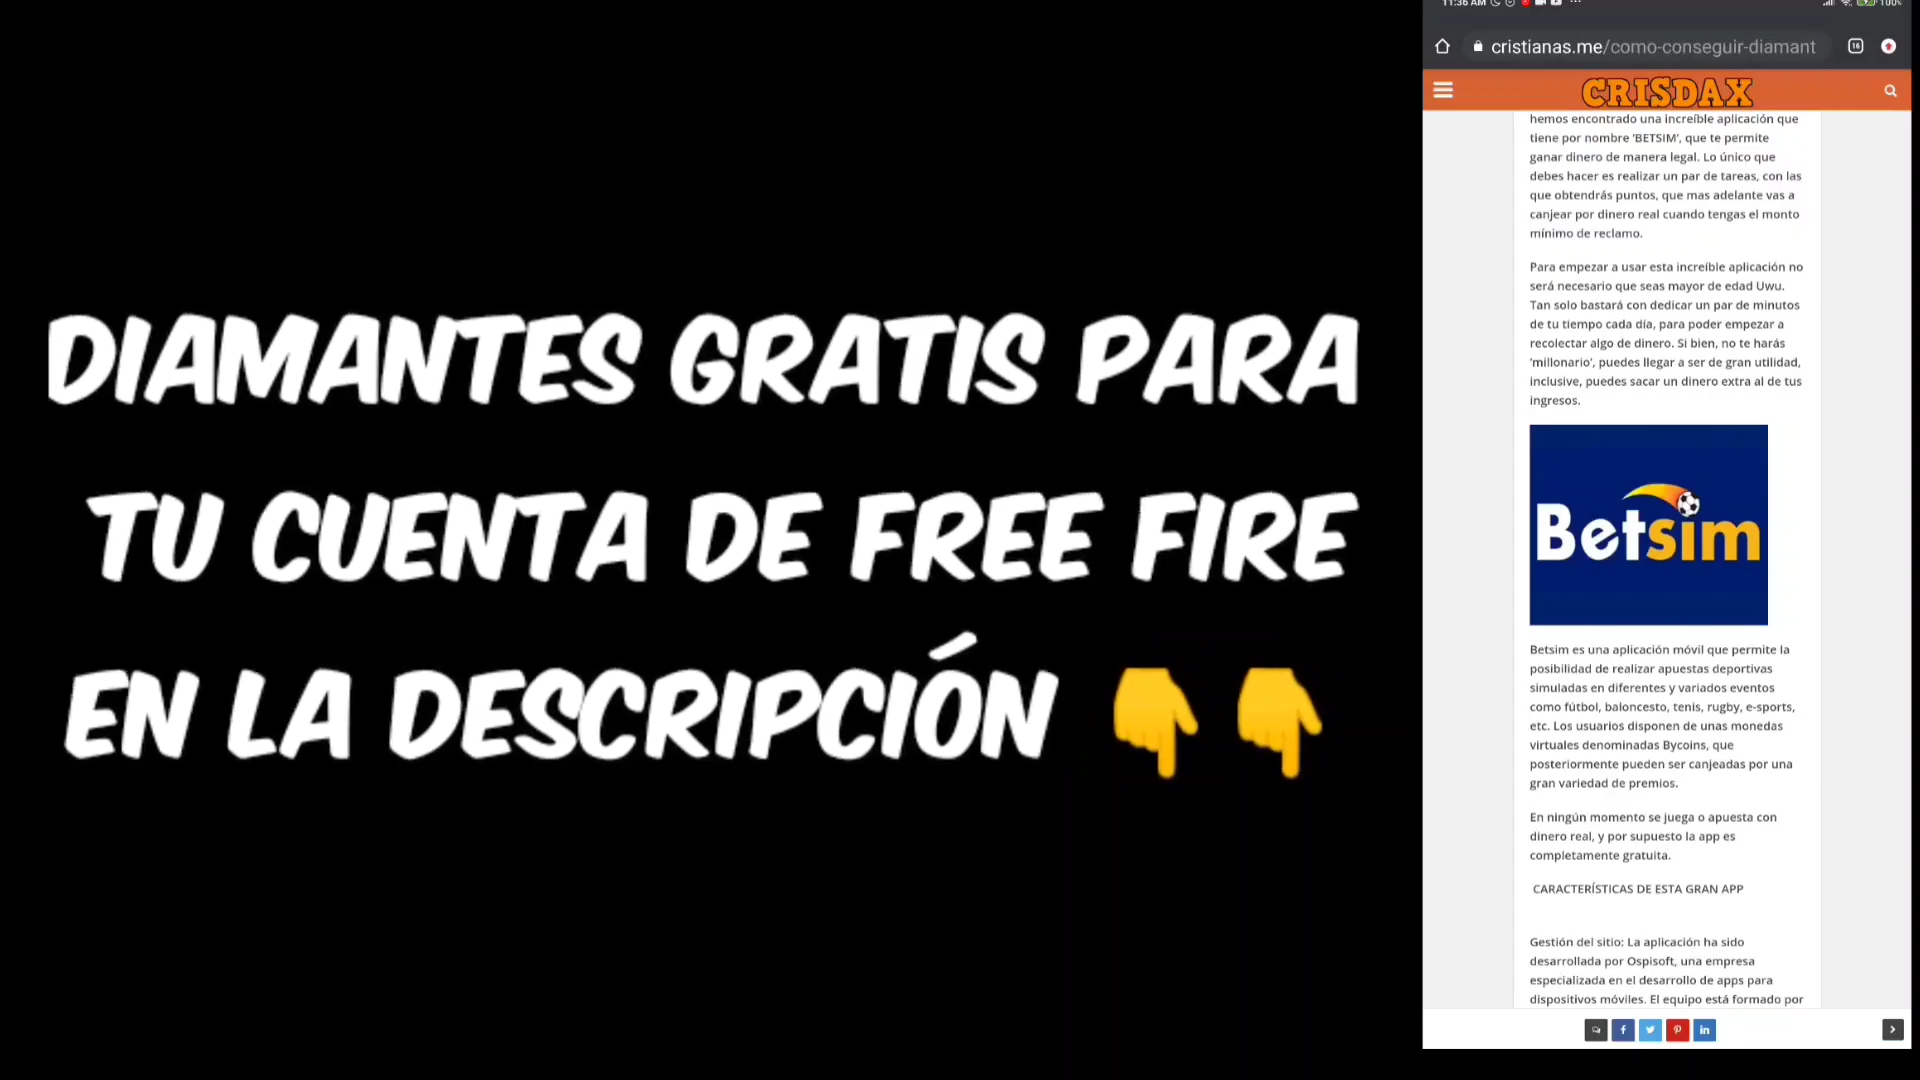 DIAMANTES GRATIS PARA
TU CUENTA DE FREE FIRE
EN LA DESCRIPCIÓN 👇 👇
11:36 AM
100%
cristianas.me/como-conseguir-diamant
16
CRISDAX
hemos encontrado una increíble aplicación que
tiene por nombre ‘BETSIM’, que te permite
ganar dinero de manera legal. Lo único que
debes hacer es realizar un par de tareas, con las
que obtendrás puntos, que mas adelante vas a
canjear por dinero real cuando tengas el monto
mínimo de reclamo.
Para empezar a usar esta increíble aplicación no
será necesario que seas mayor de edad Uwu.
Tan solo bastará con dedicar un par de minutos
de tu tiempo cada día, para poder empezar a
recolectar algo de dinero. Si bien, no te harás
‘millonario’, puedes llegar a ser de gran utilidad,
inclusive, puedes sacar un dinero extra al de tus
ingresos.
Betsim
Betsim es una aplicación móvil que permite la
posibilidad de realizar apuestas deportivas
simuladas en diferentes y variados eventos
como fútbol, baloncesto, tenis, rugby, e-sports,
etc. Los usuarios disponen de unas monedas
virtuales denominadas Bycoins, que
posteriormente pueden ser canjeadas por una
gran variedad de premios.
En ningún momento se juega o apuesta con
dinero real, y por supuesto la app es
completamente gratuita.
CARACTERÍSTICAS DE ESTA GRAN APP
Gestión del sitio: La aplicación ha sido
desarrollada por Ospisoft, una empresa
especializada en el desarrollo de apps para
dispositivos móviles. El equipo está formado por